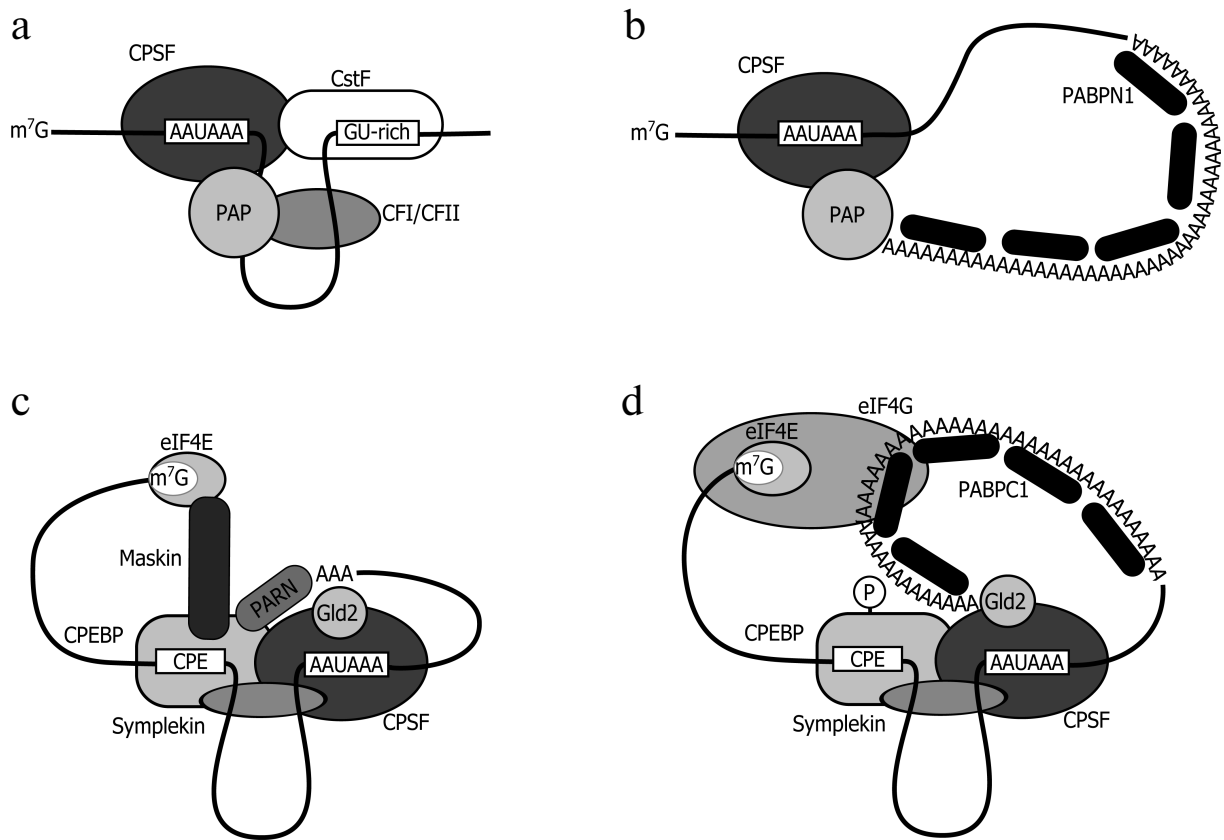 a
CPSF
CstF
m⁷G
AAUAAA
GU-rich
PAP
CFI/CFII
b
CPSF
PABPN1
m⁷G
AAUAAA
PAP
c
eIF4E
m⁷G
Maskin
PARN
AAA
Gld2
CPEBP
CPE
AAUAAA
Symplekin
CPSF
d
eIF4G
eIF4E
m⁷G
PABPC1
P
Gld2
CPEBP
CPE
AAUAAA
Symplekin
CPSF